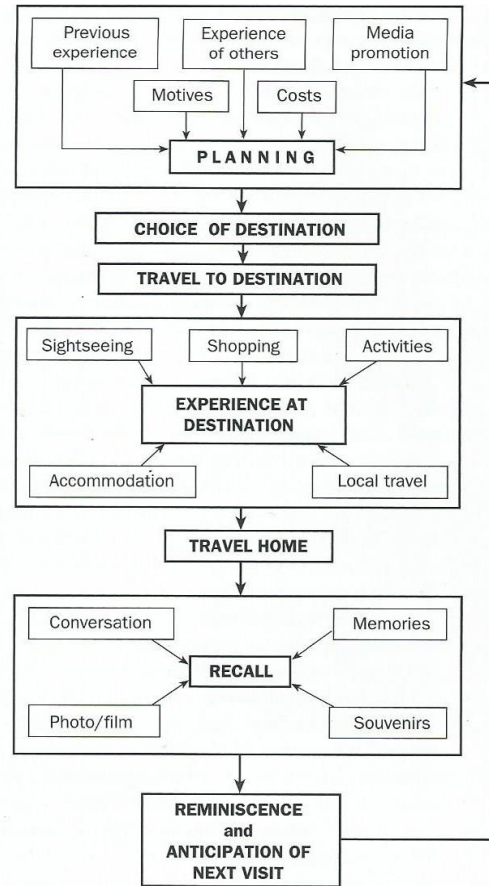 Previous
experience
Experience
of others
Media
promotion
Motives
Costs
PLANNING
CHOICE OF DESTINATION
TRAVEL TO DESTINATION
Sightseeing
Shopping
Activities
EXPERIENCE AT
DESTINATION
Accommodation
Local travel
TRAVEL HOME
Conversation
Memories
RECALL
Photo/film
Souvenirs
REMINISCENCE
and
ANTICIPATION OF
NEXT VISIT